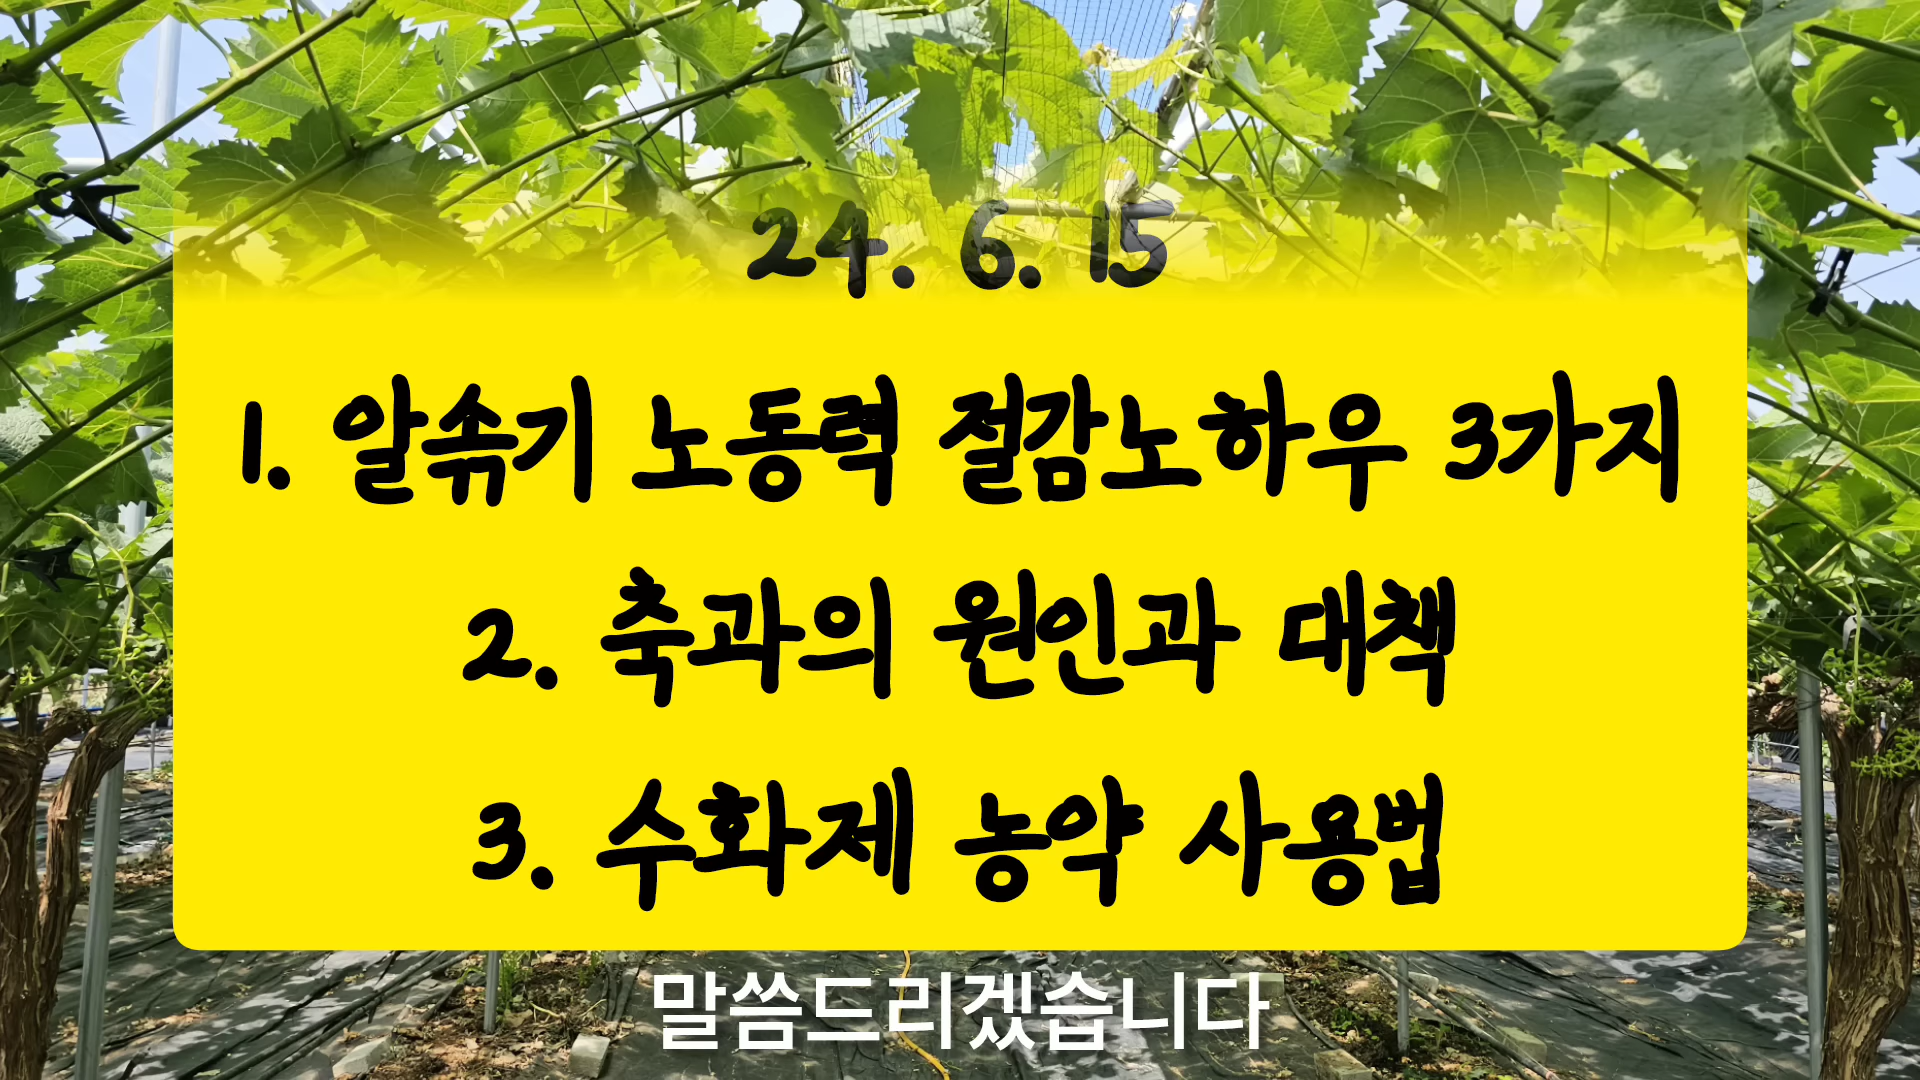 24. 6. 15
1. 알솎기 노동력 절감노하우 3가지
2. 축과의 원인과 대책
3. 수화제 농약 사용법
말씀드리겠습니다